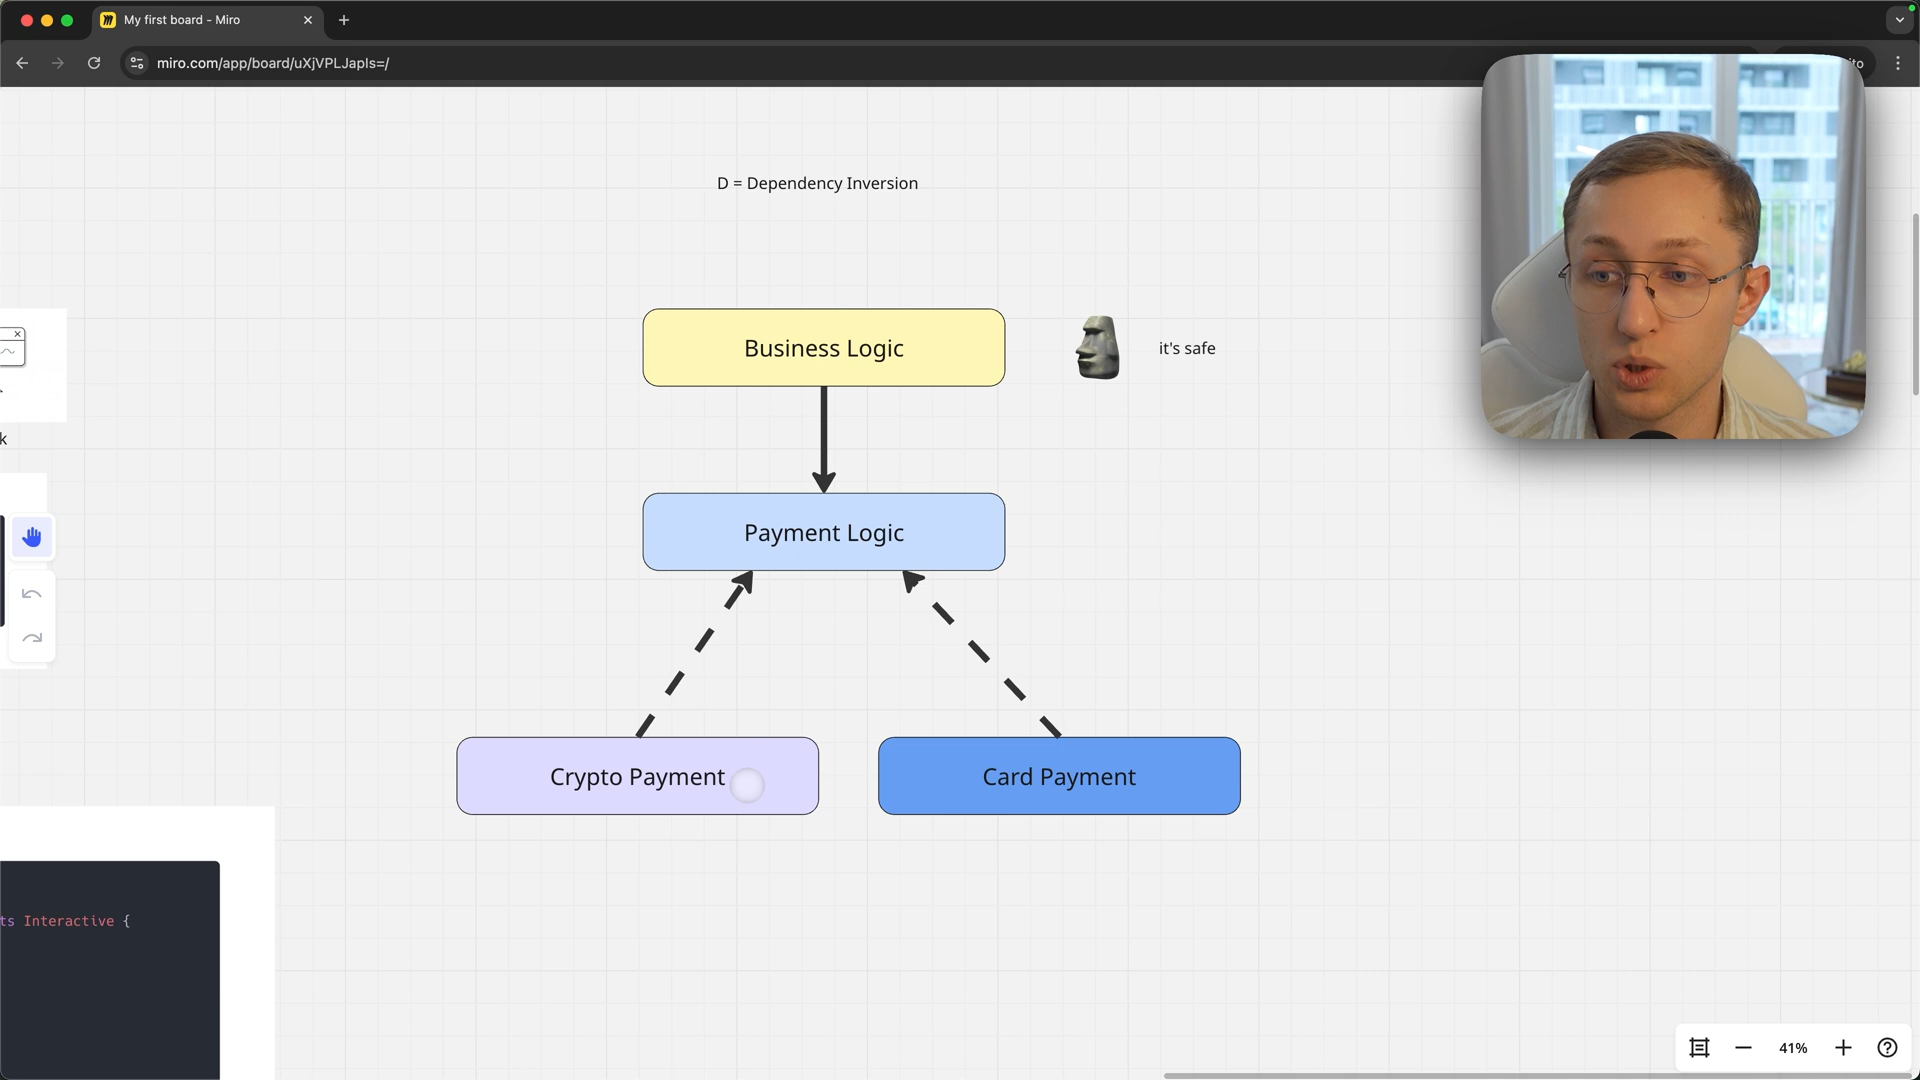 My first board - Miro
miro.com/app/board/uXjVPLJapIs=/
D = Dependency Inversion
Business Logic
it's safe
k
Payment Logic
Crypto Payment
Card Payment
ts Interactive {
41%